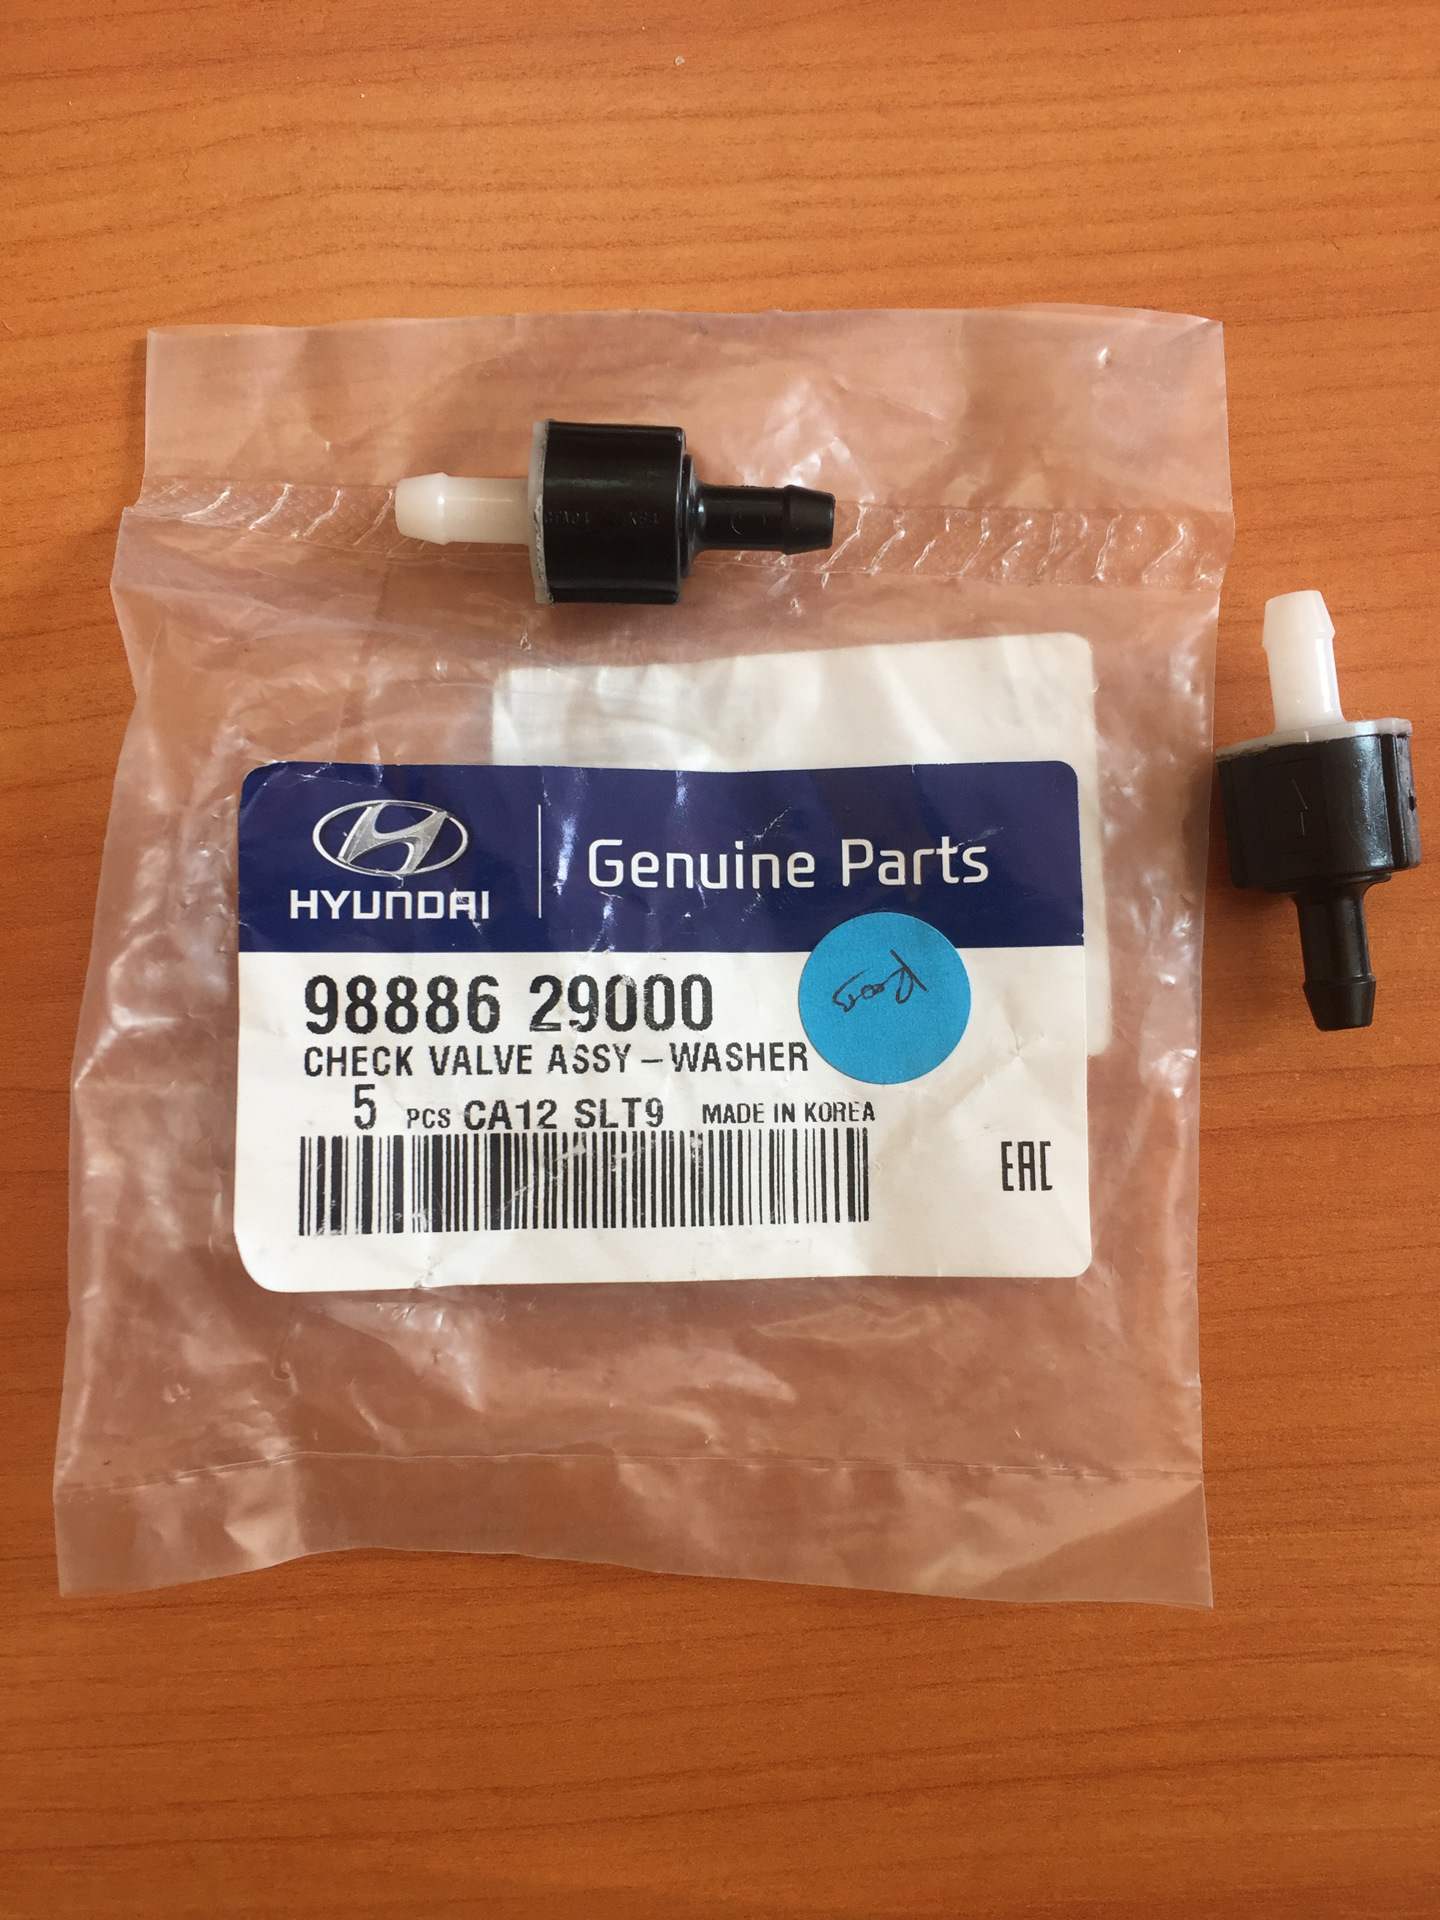 HYUNDAI
Genuine Parts
98886 29000
CHECK VALVE ASSY – WASHER
5 PCS CA12 SLT9 MADE IN KOREA
EAC